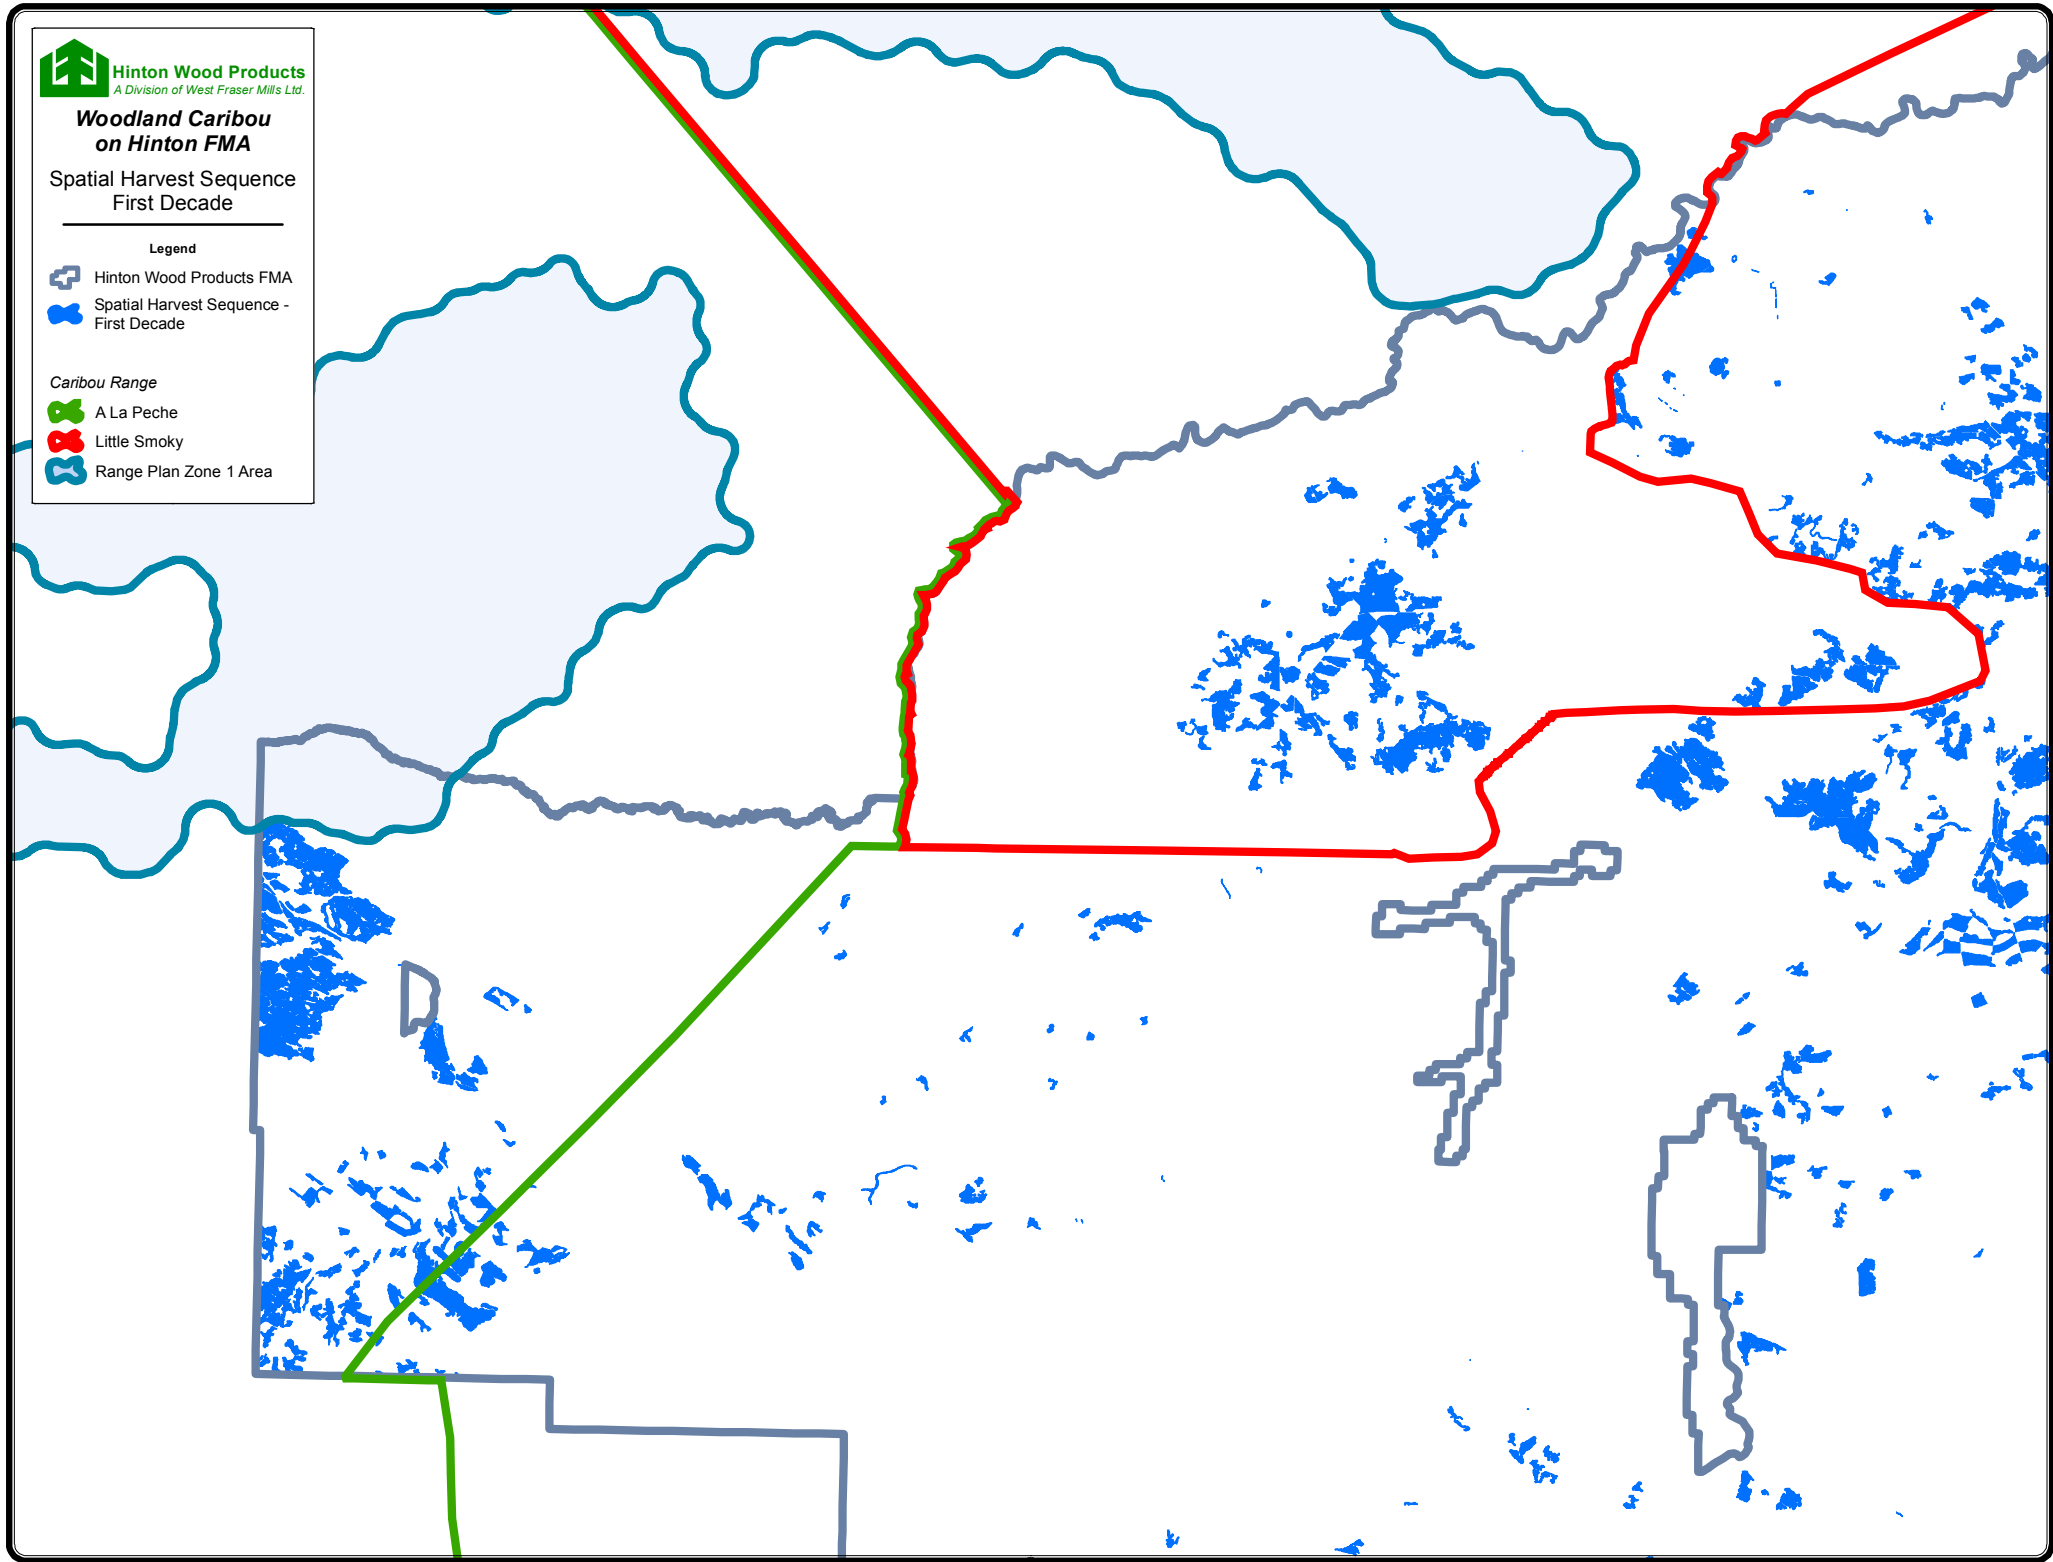 Hinton Wood Products
A Division of West Fraser Mills Ltd.
Woodland Caribou
on Hinton FMA
Spatial Harvest Sequence
First Decade
Legend
Hinton Wood Products FMA
Spatial Harvest Sequence -
First Decade
Caribou Range
A La Peche
Little Smoky
Range Plan Zone 1 Area